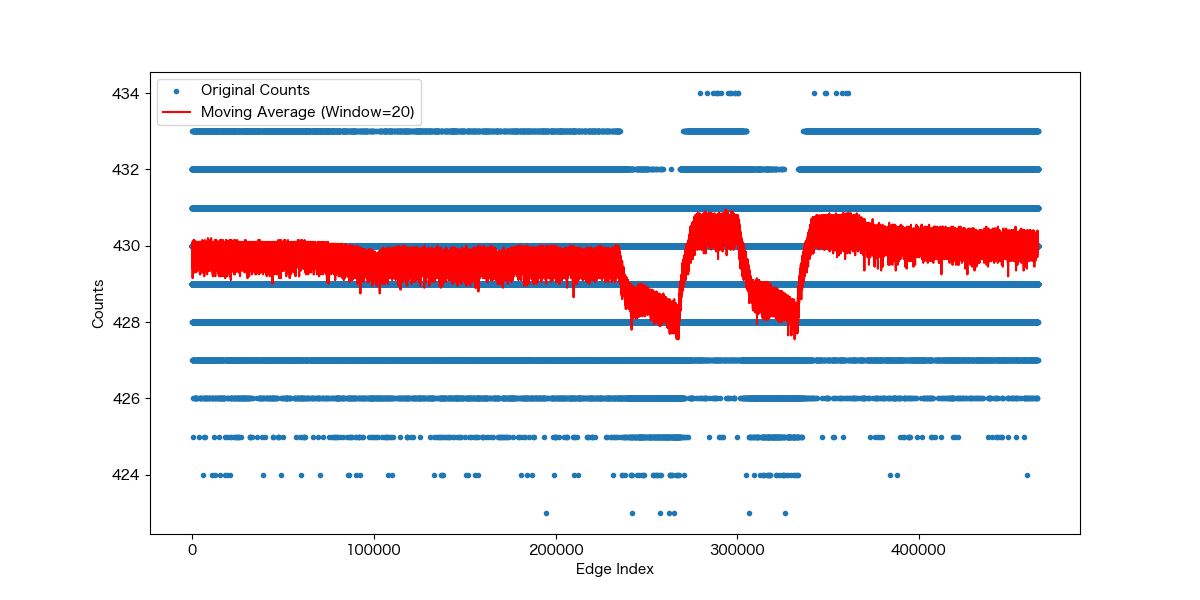 Original Counts
Moving Average (Window=20)
434
432
430
428
426
424
Counts
0
100000
200000
300000
400000
Edge Index